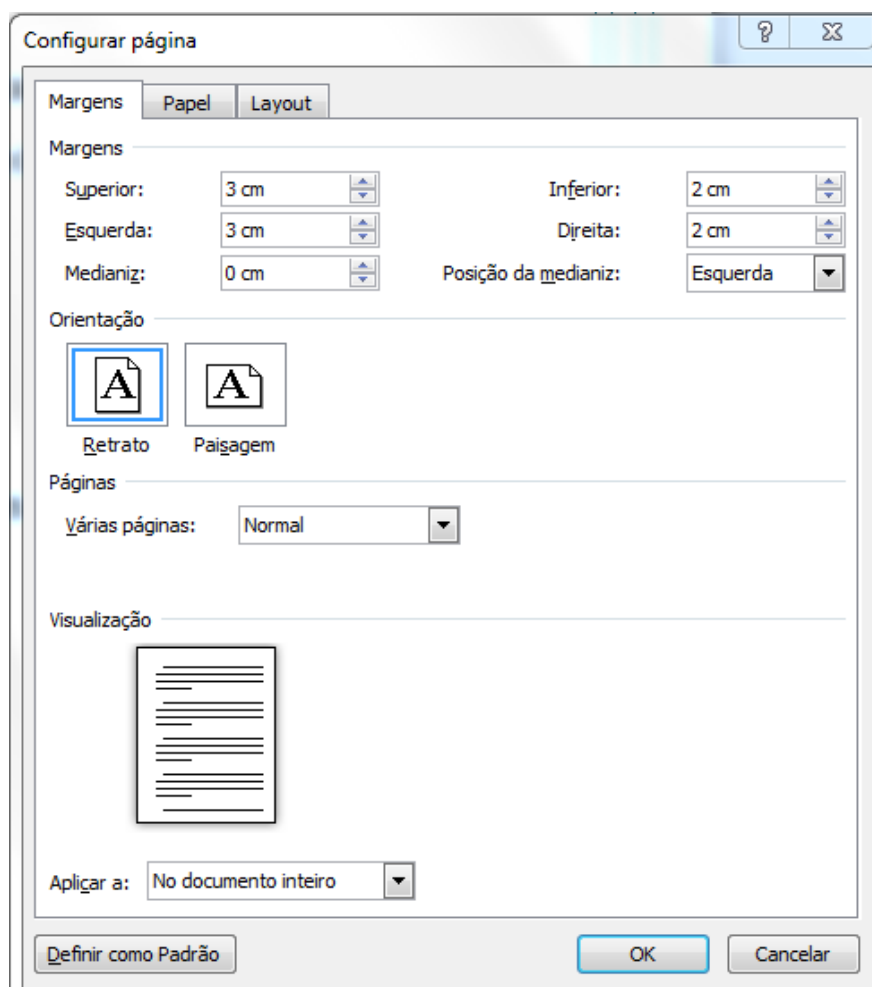 Configurar página
Margens Papel Layout
Margens
Superior: 3 cm Inferior: 2 cm
Esquerda: 3 cm Direita: 2 cm
Medianiz: 0 cm Posição da medianiz: Esquerda
Orientação
A A
Retrato Paisagem
Páginas
Várias páginas: Normal
Visualização
Aplicar a: No documento inteiro
Definir como Padrão OK Cancelar